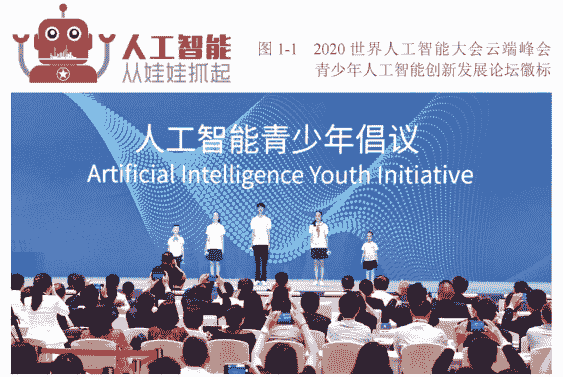 人工智能
从娃娃抓起
图 1-1 2020 世界人工智能大会云端峰会
青少年人工智能创新发展论坛徽标
人工智能青少年倡议
Artificial Intelligence Youth Initiative